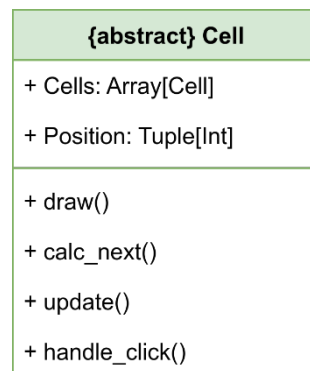 {abstract} Cell
+ Cells: Array[Cell]
+ Position: Tuple[Int]
+ draw()
+ calc_next()
+ update()
+ handle_click()